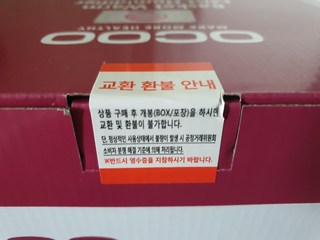 MAKE MORE HEALTHY
OCOO
교환 환불 안내
상품 구매 후 개봉(BOX/포장)을 하시면
교환 및 환불이 불가합니다.
단, 정상적인 사용상태에서 불량이 발생 시 공정거래위원회
소비자 분쟁 해결 기준에 의해 처리됩니다.
※반드시 영수증을 지참하시기 바랍니다.